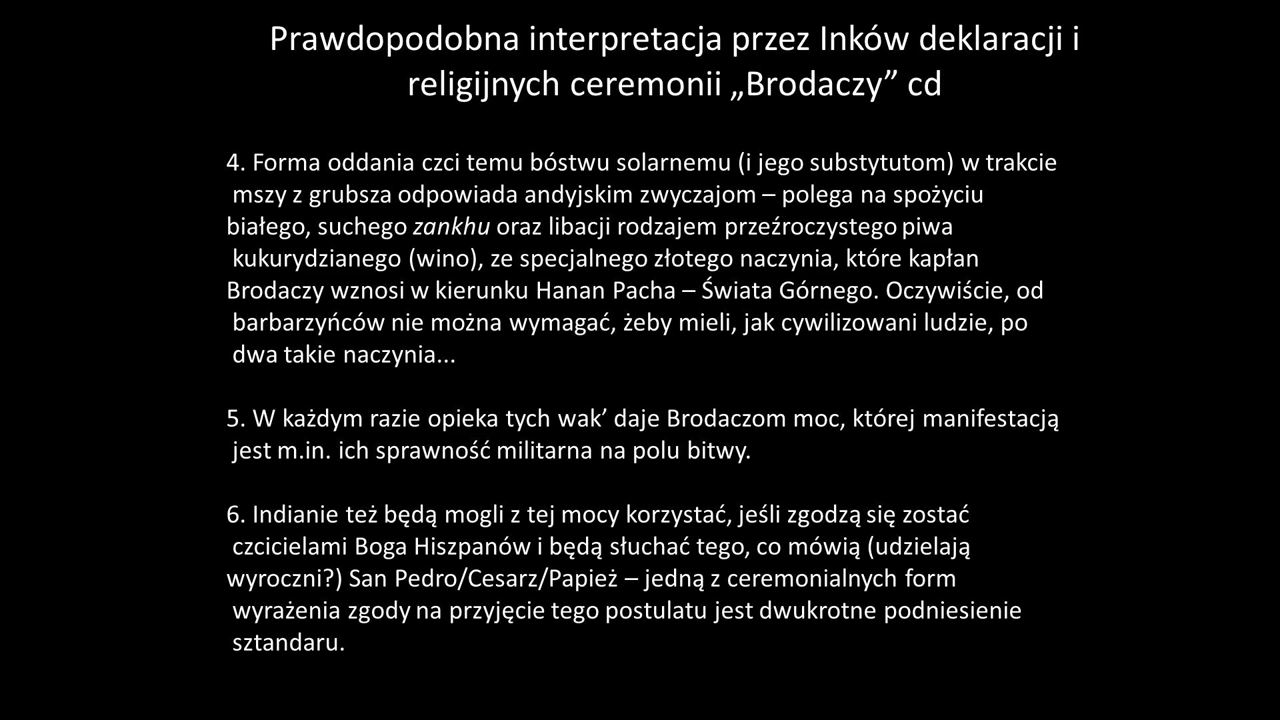 Prawdopodobna interpretacja przez Inków deklaracji i
religijnych ceremonii „Brodaczy” cd
4. Forma oddania czci temu bóstwu solarnemu (i jego substytutom) w trakcie
mszy z grubsza odpowiada andyjskim zwyczajom – polega na spożyciu
białego, suchego zankhu oraz libacji rodzajem przeźroczystego piwa
kukurydzianego (wino), ze specjalnego złotego naczynia, które kapłan
Brodaczy wznosi w kierunku Hanan Pacha – Świata Górnego. Oczywiście, od
barbarzyńców nie można wymagać, żeby mieli, jak cywilizowani ludzie, po
dwa takie naczynia...
5. W każdym razie opieka tych wak’ daje Brodaczom moc, której manifestacją
jest m.in. ich sprawność militarna na polu bitwy.
6. Indianie też będą mogli z tej mocy korzystać, jeśli zgodzą się zostać
czcicielami Boga Hiszpanów i będą słuchać tego, co mówią (udzielają
wyroczni?) San Pedro/Cesarz/Papież – jedną z ceremonialnych form
wyrażenia zgody na przyjęcie tego postulatu jest dwukrotne podniesienie
sztandaru.